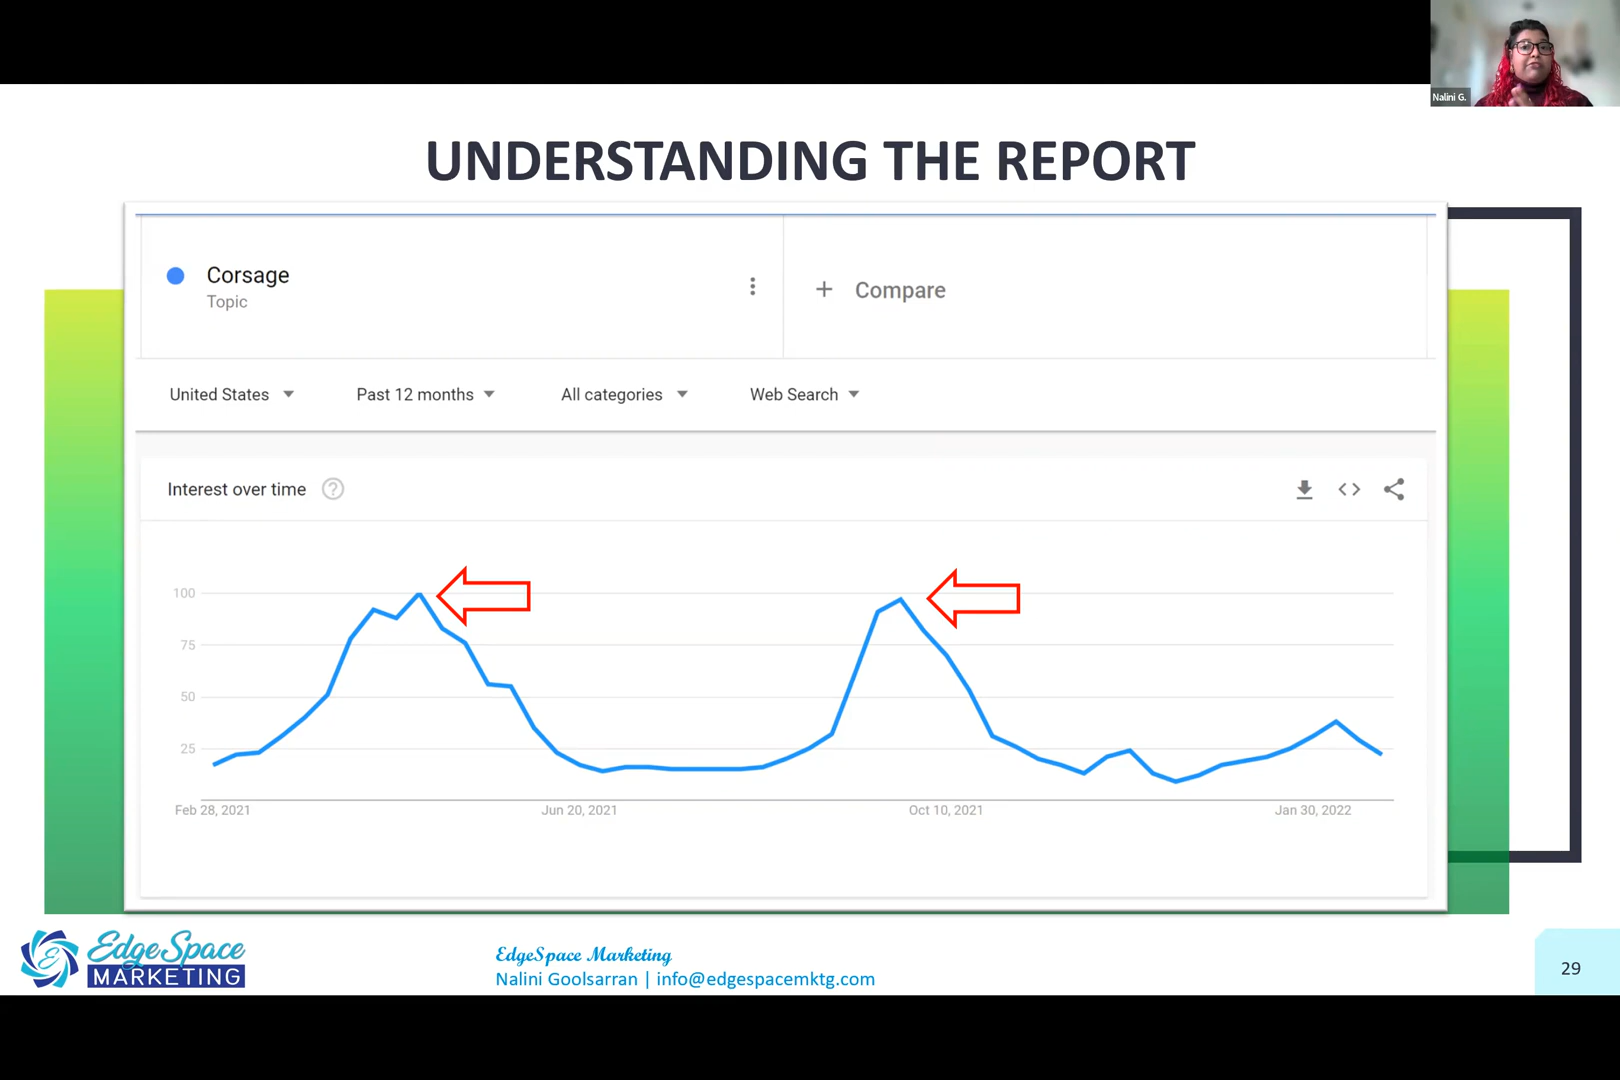 Nalini G.
UNDERSTANDING THE REPORT
Corsage
Topic
+ Compare
United States
Past 12 months
All categories
Web Search
Interest over time ?
100
75
50
25
Feb 28, 2021
Jun 20, 2021
Oct 10, 2021
Jan 30, 2022
EdgeSpace
MARKETING
EdgeSpace Marketing
Nalini Goolsarran | info@edgespacemktg.com
29